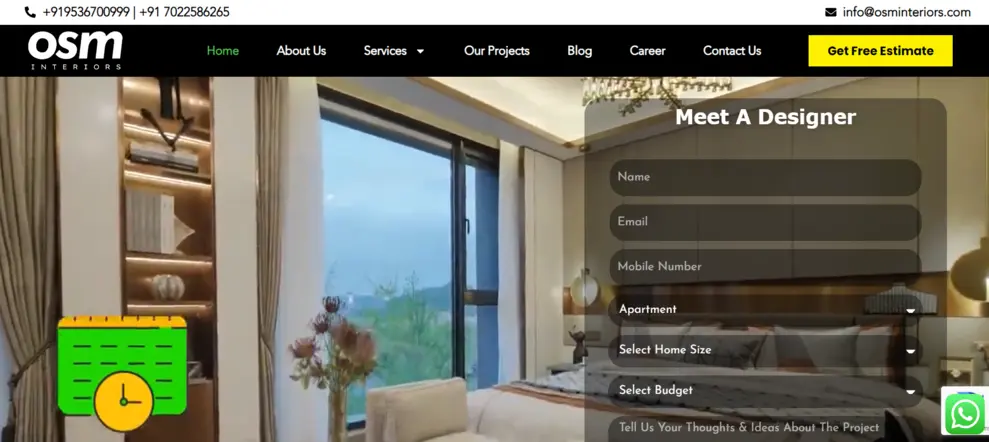 +919536700999 | +91 7022586265
info@osminteriors.com
osm
INTERIORS
Home
About Us
Services
Our Projects
Blog
Career
Contact Us
Get Free Estimate
Meet A Designer
Name
Email
Mobile Number
Apartment
Select Home Size
Select Budget
Tell Us Your Thoughts & Ideas About The Project